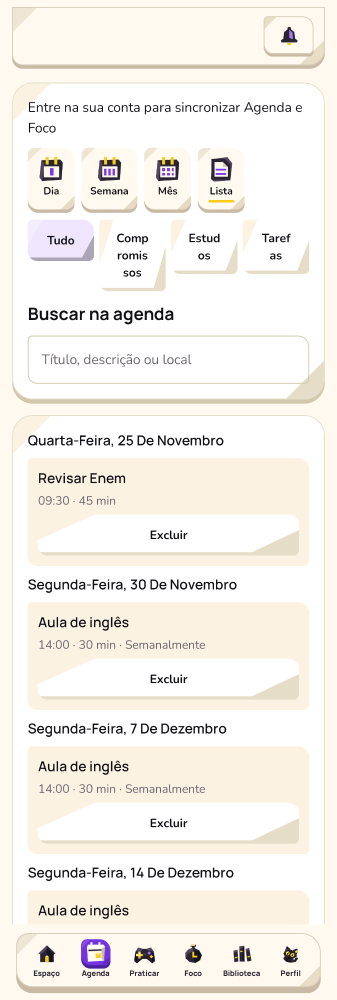 Entre na sua conta para sincronizar Agenda e
Foco
Dia
Semana
Mês
Lista
Tudo
Comp
romis
sos
Estud
os
Taref
as
Buscar na agenda
Título, descrição ou local
Quarta-Feira, 25 De Novembro
Revisar Enem
09:30 · 45 min
Excluir
Segunda-Feira, 30 De Novembro
Aula de inglês
14:00 · 30 min · Semanalmente
Excluir
Segunda-Feira, 7 De Dezembro
Aula de inglês
14:00 · 30 min · Semanalmente
Excluir
Segunda-Feira, 14 De Dezembro
Aula de inglês
Espaço
Agenda
Praticar
Foco
Biblioteca
Perfil